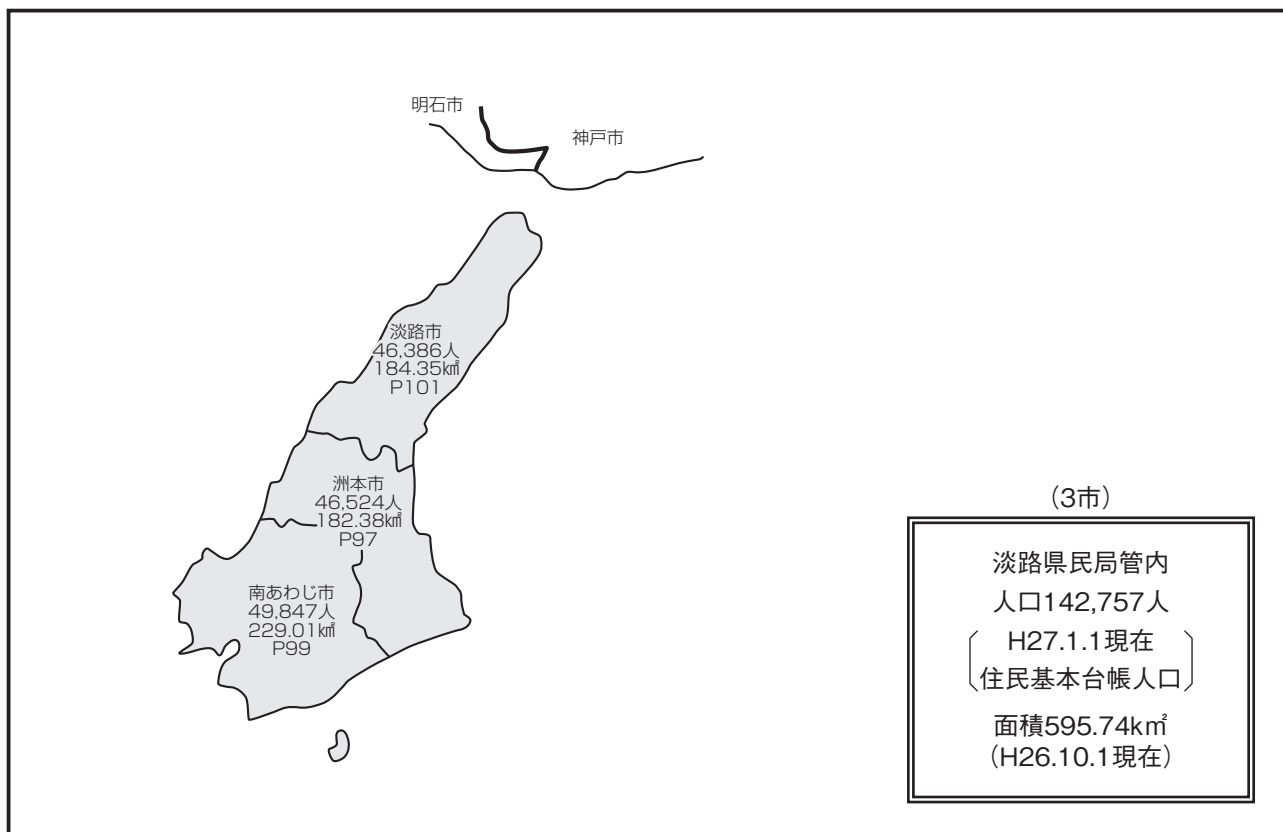 明石市
神戸市
淡路市
46,386人
184.35㎢
P101
洲本市
46,524人
182.38㎢
P97
南あわじ市
49,847人
229.01㎢
P99
（3市）
淡路県民局管内
人口142,757人
H27.1.1現在
住民基本台帳人口
面積595.74k㎡
（H26.10.1現在）